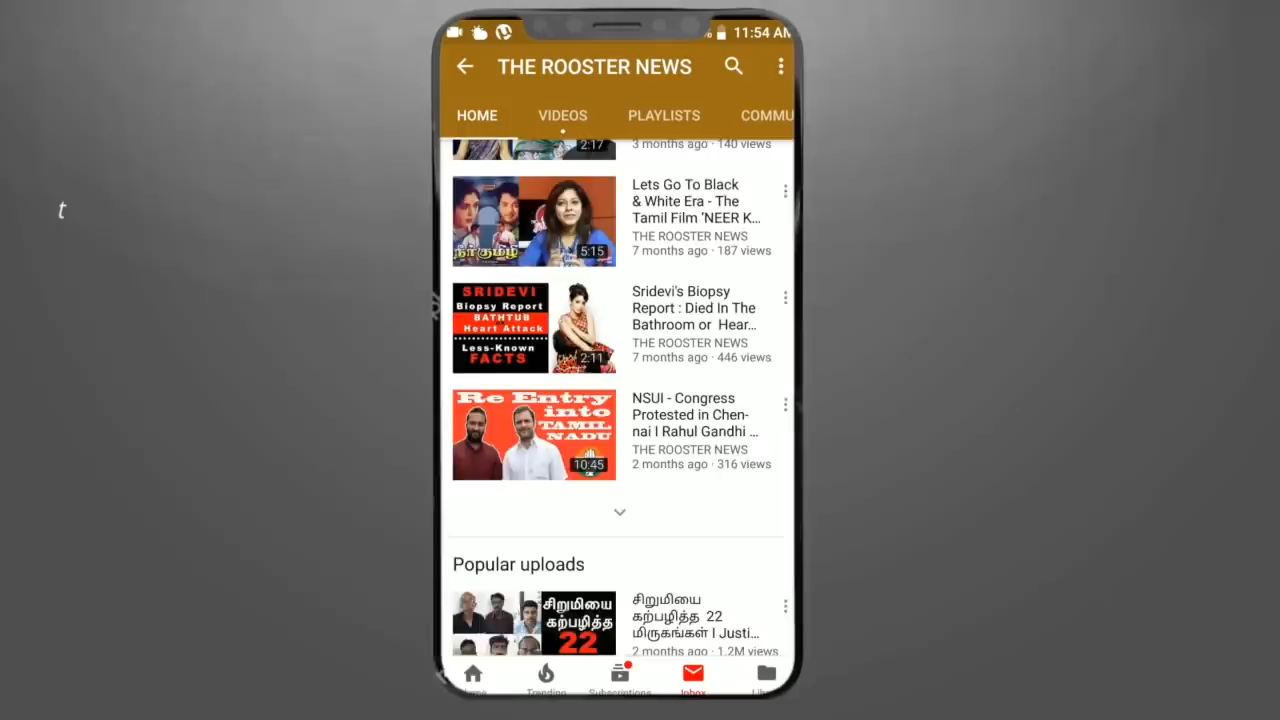 11:54 AM
THE ROOSTER NEWS
HOME VIDEOS PLAYLISTS COMMU
2:17
3 months ago · 140 views
t
Lets Go To Black
& White Era - The
Tamil Film 'NEER K...
THE ROOSTER NEWS
7 months ago · 187 views
நீர்குமிழி
5:15
Sridevi's Biopsy
Report : Died In The
Bathroom or Hear...
THE ROOSTER NEWS
7 months ago · 446 views
SRIDEVI
Biopsy Report
BATHTUB
Heart Attack
Less-Known
FACTS
2:11
NSUI - Congress
Protested in Chen-
nai I Rahul Gandhi ...
THE ROOSTER NEWS
2 months ago · 316 views
Re Entry
into
TAMIL
NADU
10:45
Popular uploads
சிறுமியை
கற்பழித்த
22
சிறுமியை
கற்பழித்த 22
மிருகங்கள் I Justi...
2 months ago · 1.2M views
Home Trending Subscriptions Inbox